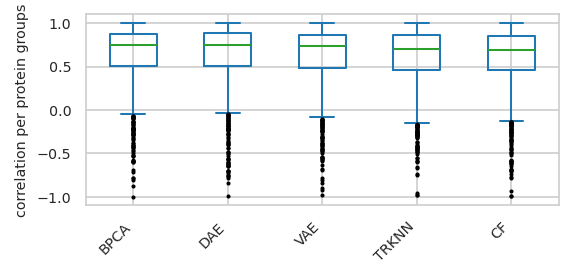 correlation per protein groups
1.0
0.5
0.0
−0.5
−1.0
BPCA
DAE
VAE
TRKNN
CF